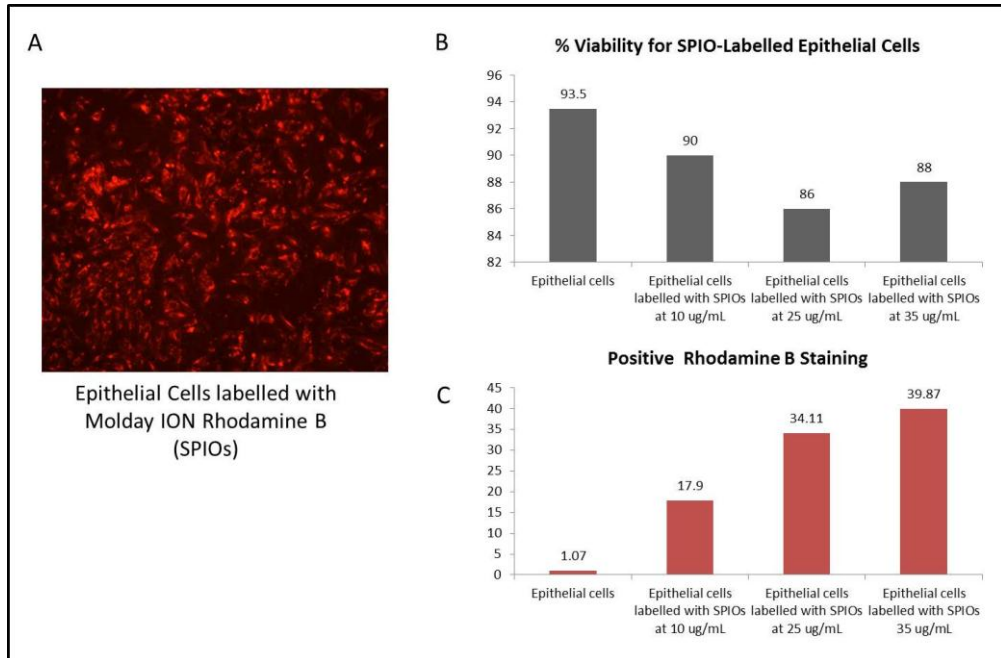 A
Epithelial Cells labelled with
Molday ION Rhodamine B
(SPIOs)
B
% Viability for SPIO-Labelled Epithelial Cells
96
94
92
90
88
86
84
82
93.5
90
86
88
Epithelial cells
Epithelial cells
labelled with SPIOs
at 10 ug/mL
Epithelial cells
labelled with SPIOs
at 25 ug/mL
Epithelial cells
labelled with SPIOs
at 35 ug/mL
C
Positive Rhodamine B Staining
45
40
35
30
25
20
15
10
5
0
1.07
17.9
34.11
39.87
Epithelial cells
Epithelial cells
labelled with SPIOs
at 10 ug/mL
Epithelial cells
labelled with SPIOs
at 25 ug/mL
Epithelial cells
labelled with SPIOs
35 ug/mL